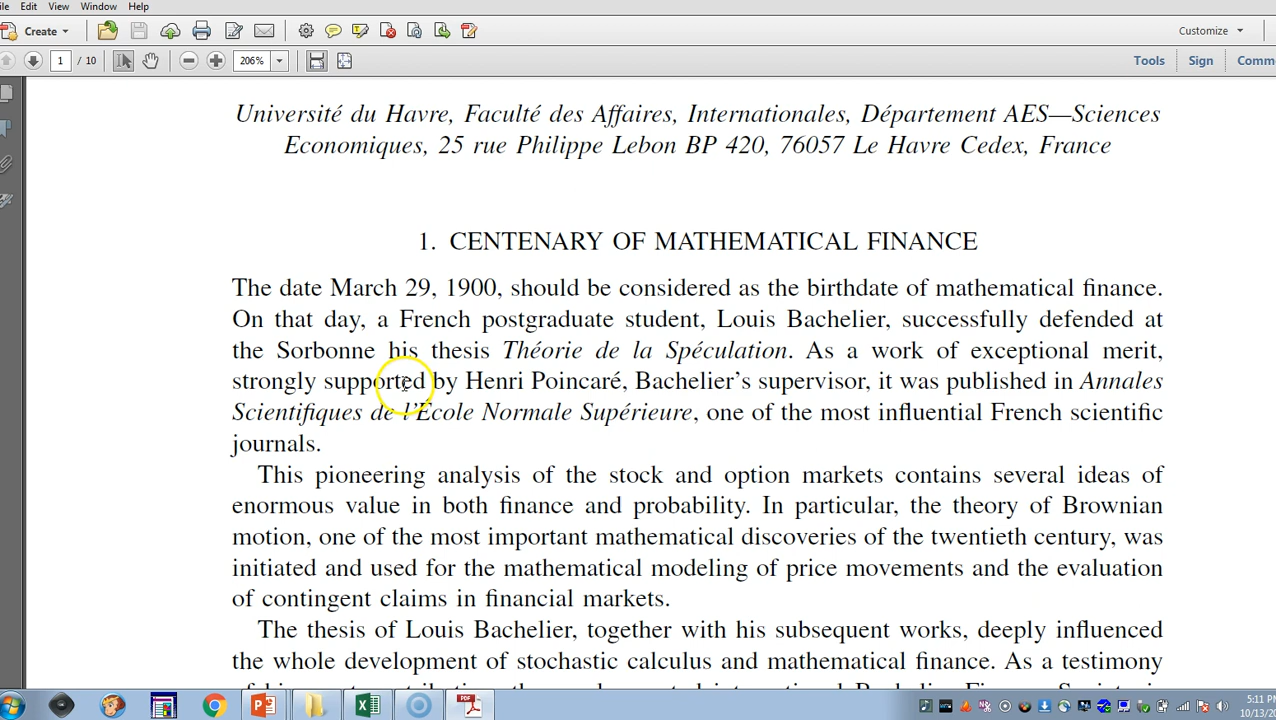 Edit View Window Help
Create Customize
1 / 10 206% Tools Sign
Université du Havre, Faculté des Affaires, Internationales, Département AES—Sciences
Economiques, 25 rue Philippe Lebon BP 420, 76057 Le Havre Cedex, France
1. CENTENARY OF MATHEMATICAL FINANCE
The date March 29, 1900, should be considered as the birthdate of mathematical finance.
On that day, a French postgraduate student, Louis Bachelier, successfully defended at
the Sorbonne his thesis Théorie de la Spéculation. As a work of exceptional merit,
strongly supported by Henri Poincaré, Bachelier's supervisor, it was published in Annales
Scientifiques de l'Ecole Normale Supérieure, one of the most influential French scientific
journals.
This pioneering analysis of the stock and option markets contains several ideas of
enormous value in both finance and probability. In particular, the theory of Brownian
motion, one of the most important mathematical discoveries of the twentieth century, was
initiated and used for the mathematical modeling of price movements and the evaluation
of contingent claims in financial markets.
The thesis of Louis Bachelier, together with his subsequent works, deeply influenced
the whole development of stochastic calculus and mathematical finance. As a testimony
5:11 PM